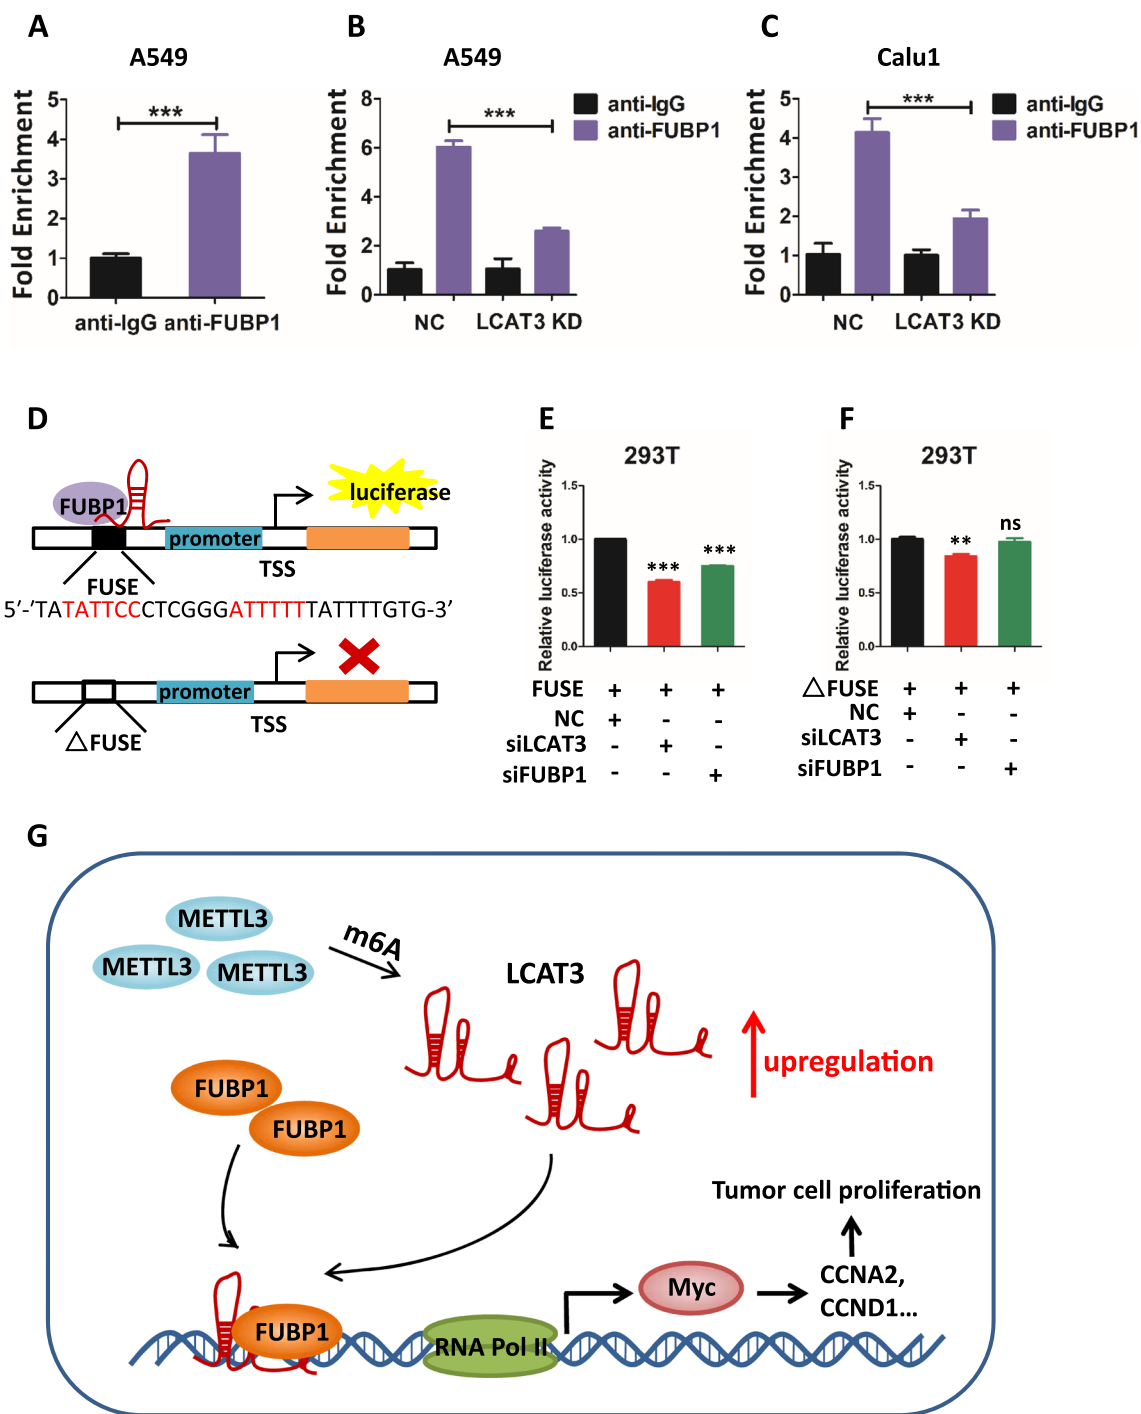 A
A549
Fold Enrichment
5
4
3
2
1
0
***
anti-IgG anti-FUBP1
B
A549
Fold Enrichment
8
6
4
2
0
***
anti-IgG
anti-FUBP1
NC LCAT3 KD
C
Calu1
Fold Enrichment
5
4
3
2
1
0
***
anti-IgG
anti-FUBP1
NC LCAT3 KD
D
FUBP1
luciferase
promoter
TSS
FUSE
5'-'TATATTCCCTCGGGATTTTTTATTTTGTG-3'
promoter
TSS
△FUSE
E
293T
Relative luciferase activity
1.5
1.0
0.5
0.0
***
***
FUSE + + +
NC + - -
siLCAT3 - + -
siFUBP1 - - +
F
293T
Relative luciferase activity
1.5
1.0
0.5
0.0
**
ns
△FUSE + + +
NC + - -
siLCAT3 - + -
siFUBP1 - - +
G
METTL3
METTL3
METTL3
m6A
LCAT3
upregulation
FUBP1
FUBP1
Tumor cell proliferation
CCNA2,
CCND1...
Myc
FUBP1
RNA Pol II